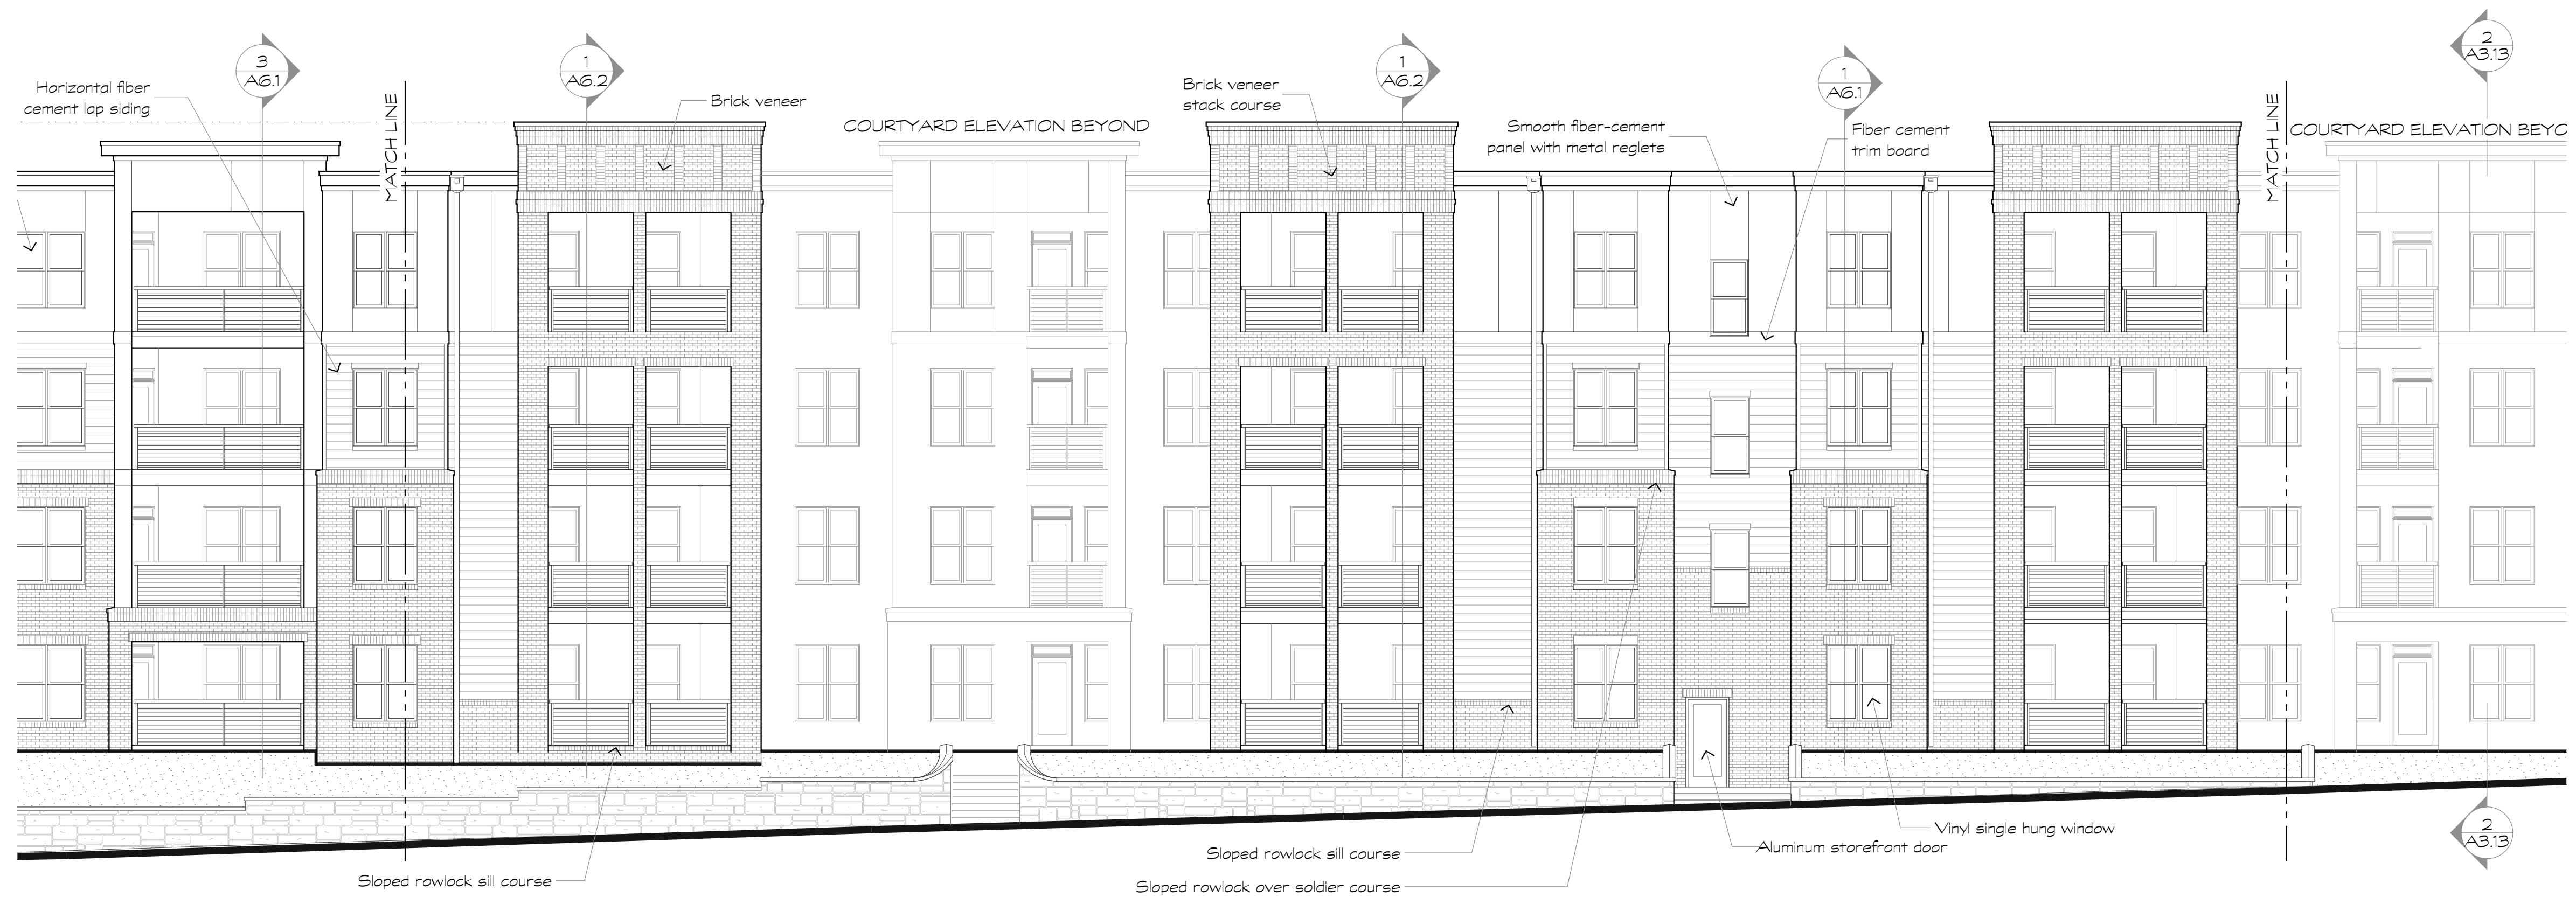 3
A6.1
1
A6.2
1
A6.2
1
A6.1
2
A3.13
Horizontal fiber
cement lap siding
MATCH LINE
Brick veneer
COURTYARD ELEVATION BEYOND
Brick veneer
stack course
Smooth fiber-cement
panel with metal reglets
Fiber cement
trim board
MATCH LINE
COURTYARD ELEVATION BEYO
2
A3.13
Vinyl single hung window
Aluminum storefront door
Sloped rowlock sill course
Sloped rowlock sill course
Sloped rowlock over soldier course